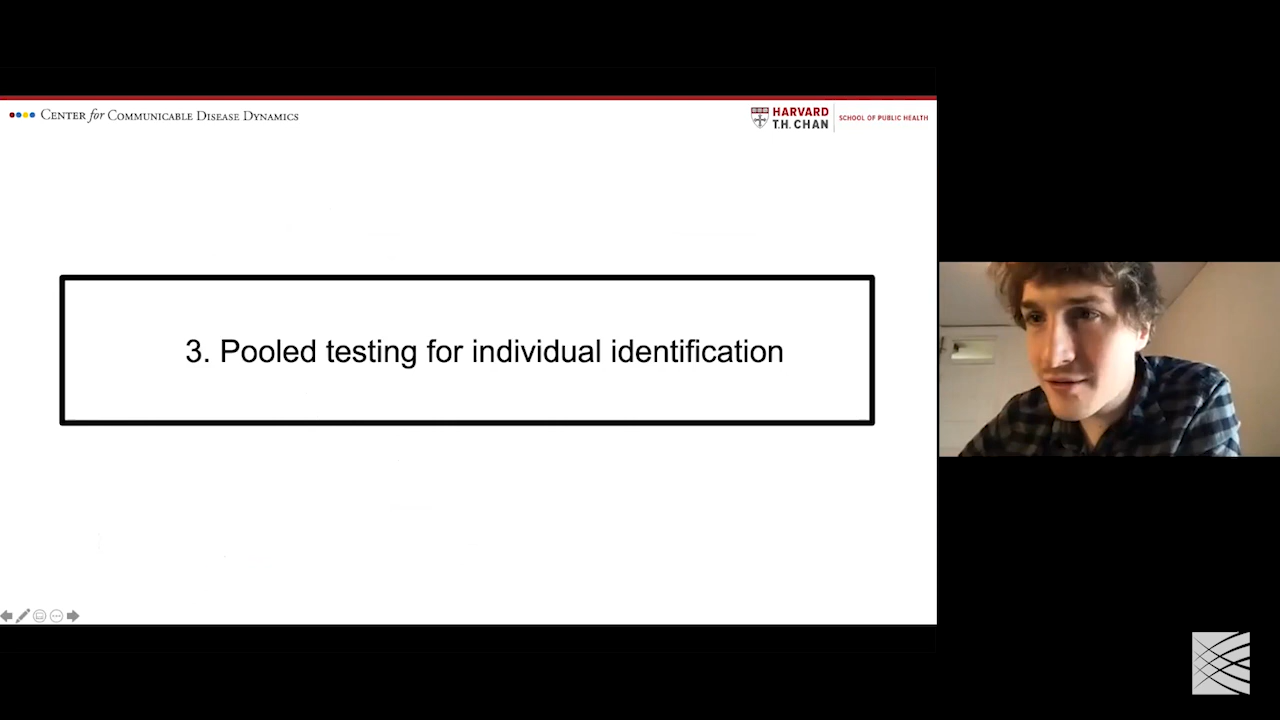 CENTER for COMMUNICABLE DISEASE DYNAMICS
HARVARD
T.H. CHAN
SCHOOL OF PUBLIC HEALTH
3. Pooled testing for individual identification